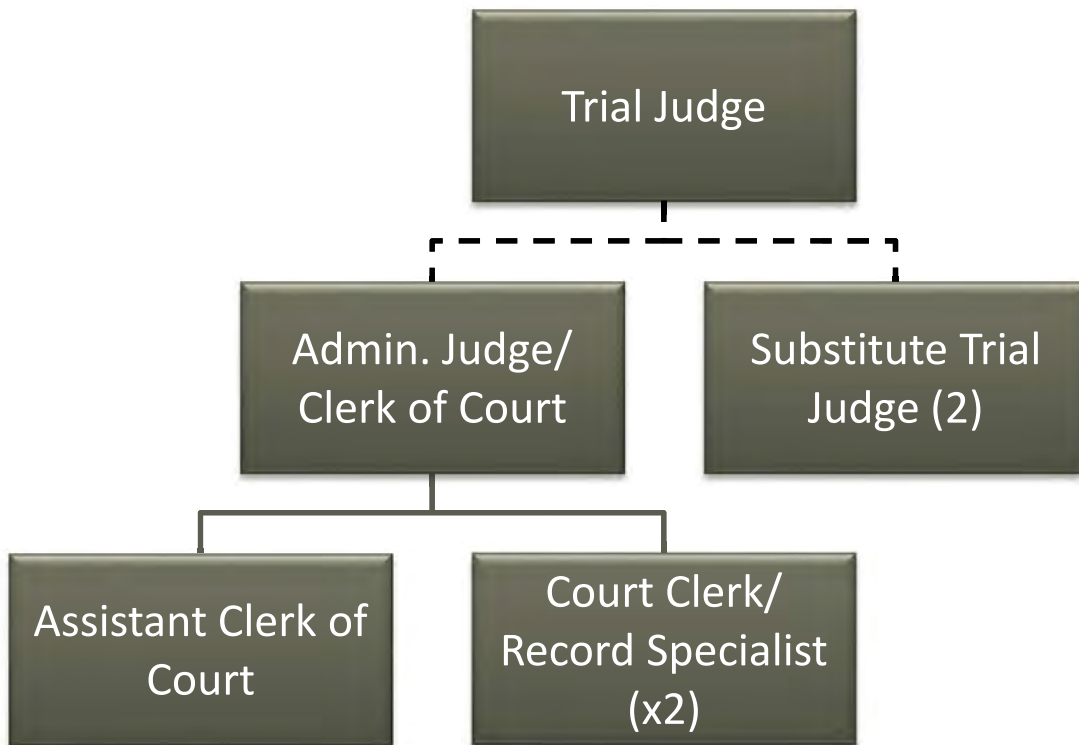 Trial Judge
Admin. Judge/
Clerk of Court
Substitute Trial
Judge (2)
Assistant Clerk of
Court
Court Clerk/
Record Specialist
(x2)